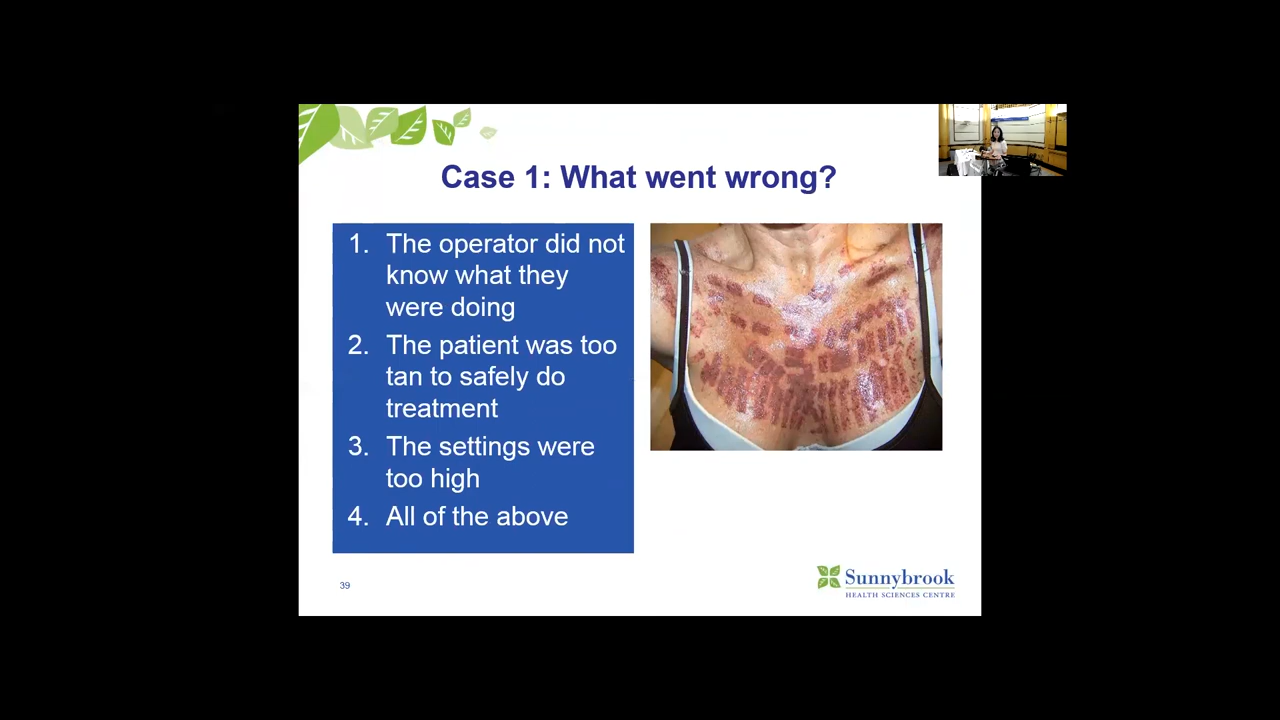 Case 1: What went wrong?
1. The operator did not
know what they
were doing
2. The patient was too
tan to safely do
treatment
3. The settings were
too high
4. All of the above
39
Sunnybrook
HEALTH SCIENCES CENTRE